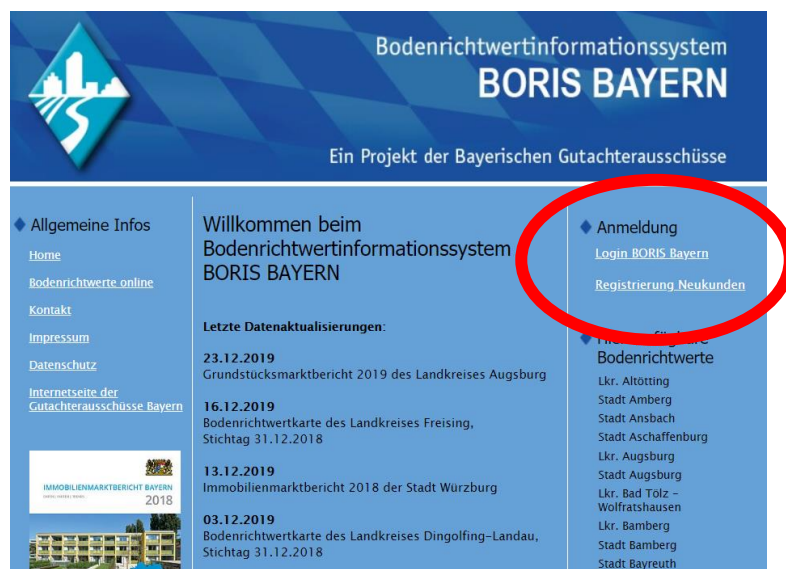 Bodenrichtwertinformationssystem
BORIS BAYERN
Ein Projekt der Bayerischen Gutachterausschüsse
Allgemeine Infos
Home
Bodenrichtwerte online
Kontakt
Impressum
Datenschutz
Internetseite der
Gutachterausschüsse Bayern
IMMOBILIENMARKTBERICHT BAYERN
2018
Willkommen beim
Bodenrichtwertinformationssystem
BORIS BAYERN
Letzte Datenaktualisierungen:
23.12.2019
Grundstücksmarktbericht 2019 des Landkreises Augsburg
16.12.2019
Bodenrichtwertkarte des Landkreises Freising,
Stichtag 31.12.2018
13.12.2019
Immobilienmarktbericht 2018 der Stadt Würzburg
03.12.2019
Bodenrichtwertkarte des Landkreises Dingolfing-Landau,
Stichtag 31.12.2018
Anmeldung
Login BORIS Bayern
Registrierung Neukunden
Bodenrichtwerte
Lkr. Altötting
Stadt Amberg
Stadt Ansbach
Stadt Aschaffenburg
Lkr. Augsburg
Stadt Augsburg
Lkr. Bad Tölz -
Wolfratshausen
Lkr. Bamberg
Stadt Bamberg
Stadt Bayreuth